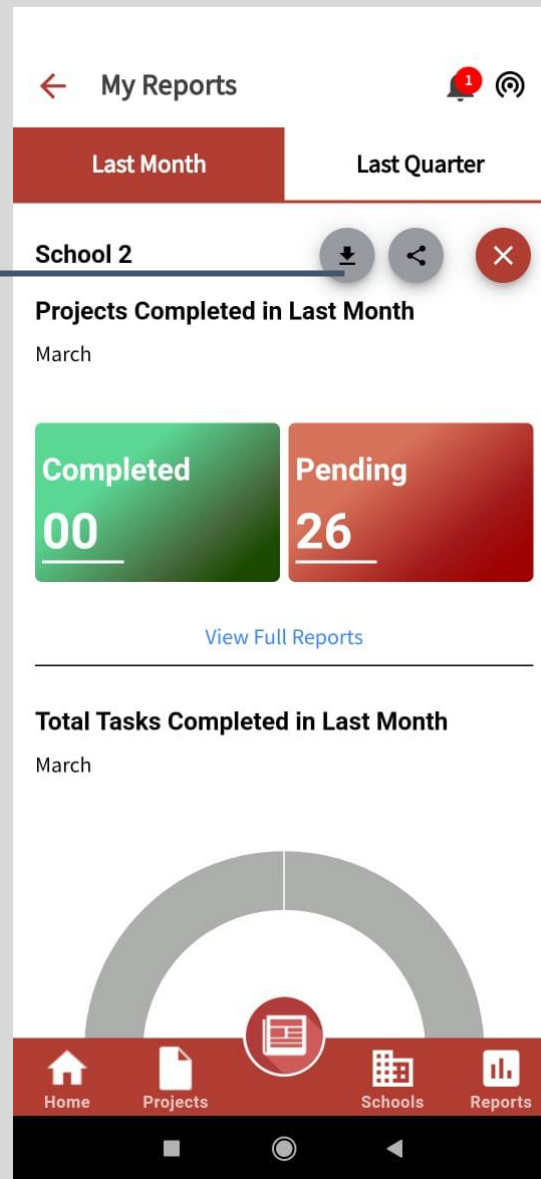 My Reports
1
Last Month
Last Quarter
School 2
Projects Completed in Last Month
March
Completed
Pending
00
26
View Full Reports
Total Tasks Completed in Last Month
March
Home
Projects
Schools
Reports